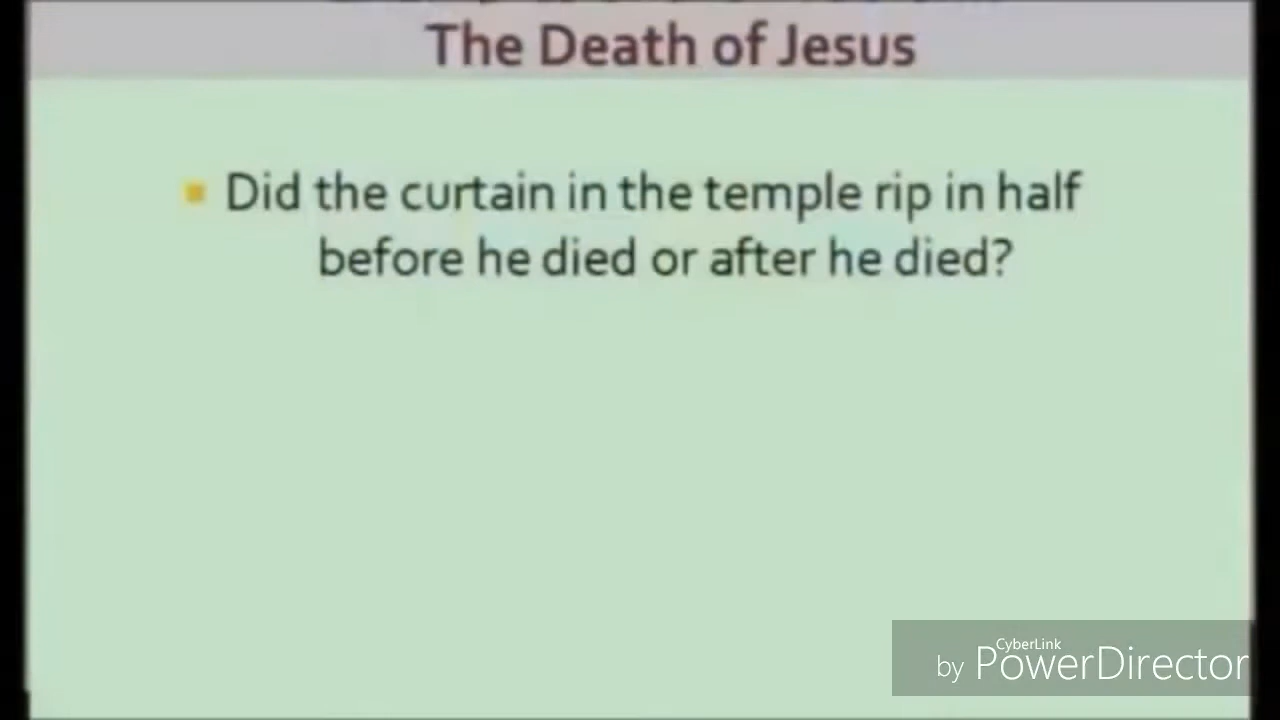 The Death of Jesus
Did the curtain in the temple rip in half
before he died or after he died?
CyberLink
by PowerDirector